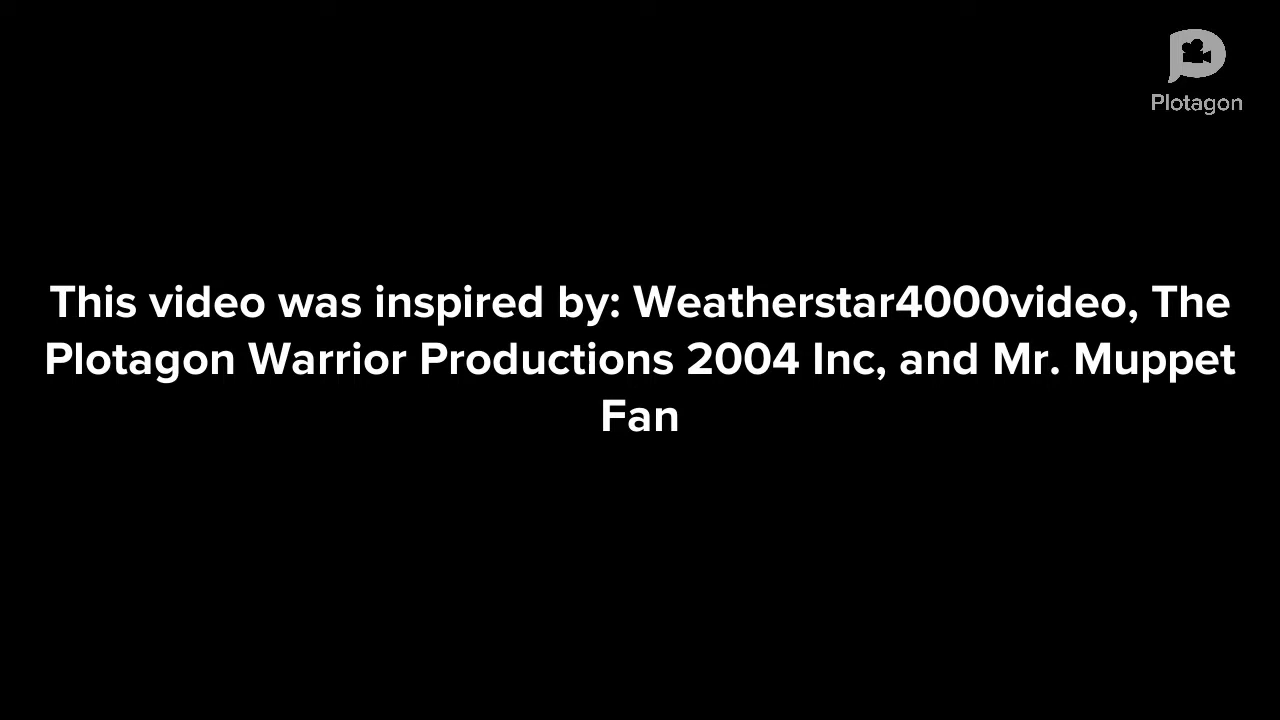 Plotagon
This video was inspired by: Weatherstar4000video, The
Plotagon Warrior Productions 2004 Inc, and Mr. Muppet
Fan